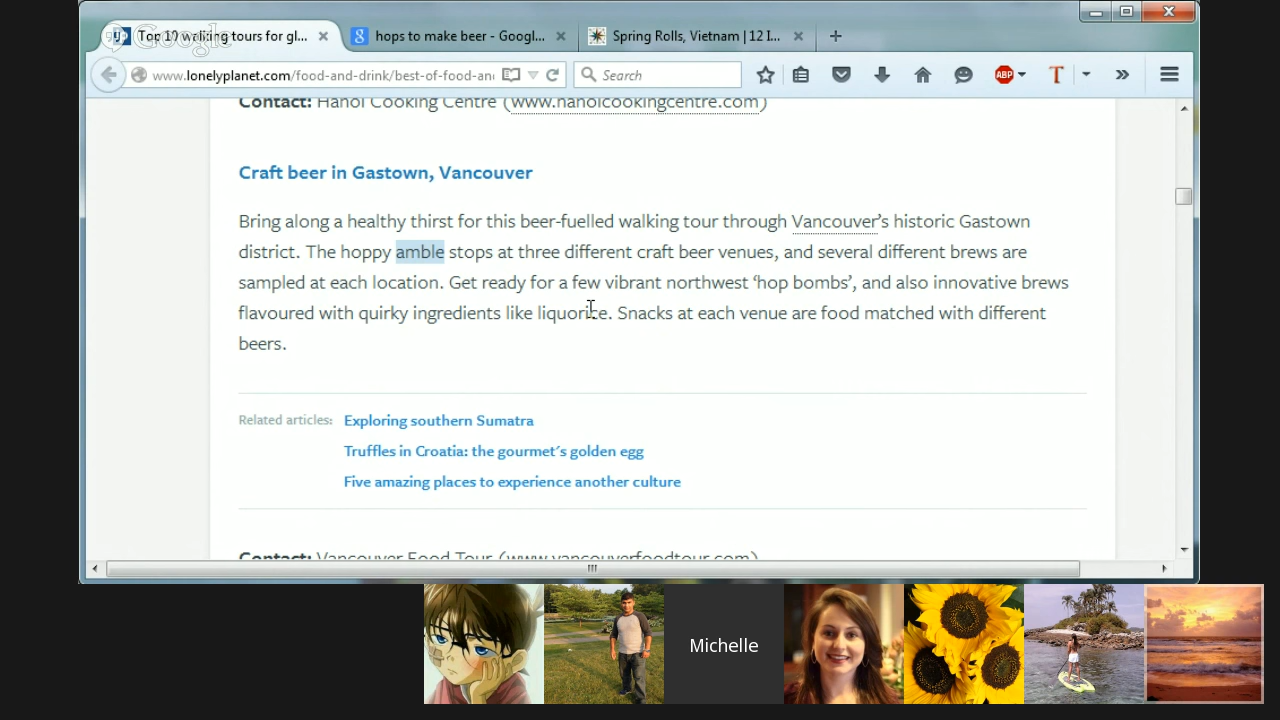 Top 10 walking tours for gl...
hops to make beer - Googl...
Spring Rolls, Vietnam | 12 I...
Google
www.lonelyplanet.com/food-and-drink/best-of-food-an
Search
ABP
T
Contact: Hanoi Cooking Centre (www.hanoicookingcentre.com)
Craft beer in Gastown, Vancouver
Bring along a healthy thirst for this beer-fuelled walking tour through Vancouver's historic Gastown
district. The hoppy amble stops at three different craft beer venues, and several different brews are
sampled at each location. Get ready for a few vibrant northwest ‘hop bombs’, and also innovative brews
flavoured with quirky ingredients like liquorice. Snacks at each venue are food matched with different
beers.
Related articles: Exploring southern Sumatra
Truffles in Croatia: the gourmet's golden egg
Five amazing places to experience another culture
Contact: Vancouver Food Tour (www.vancouverfoodtour.com)
Michelle